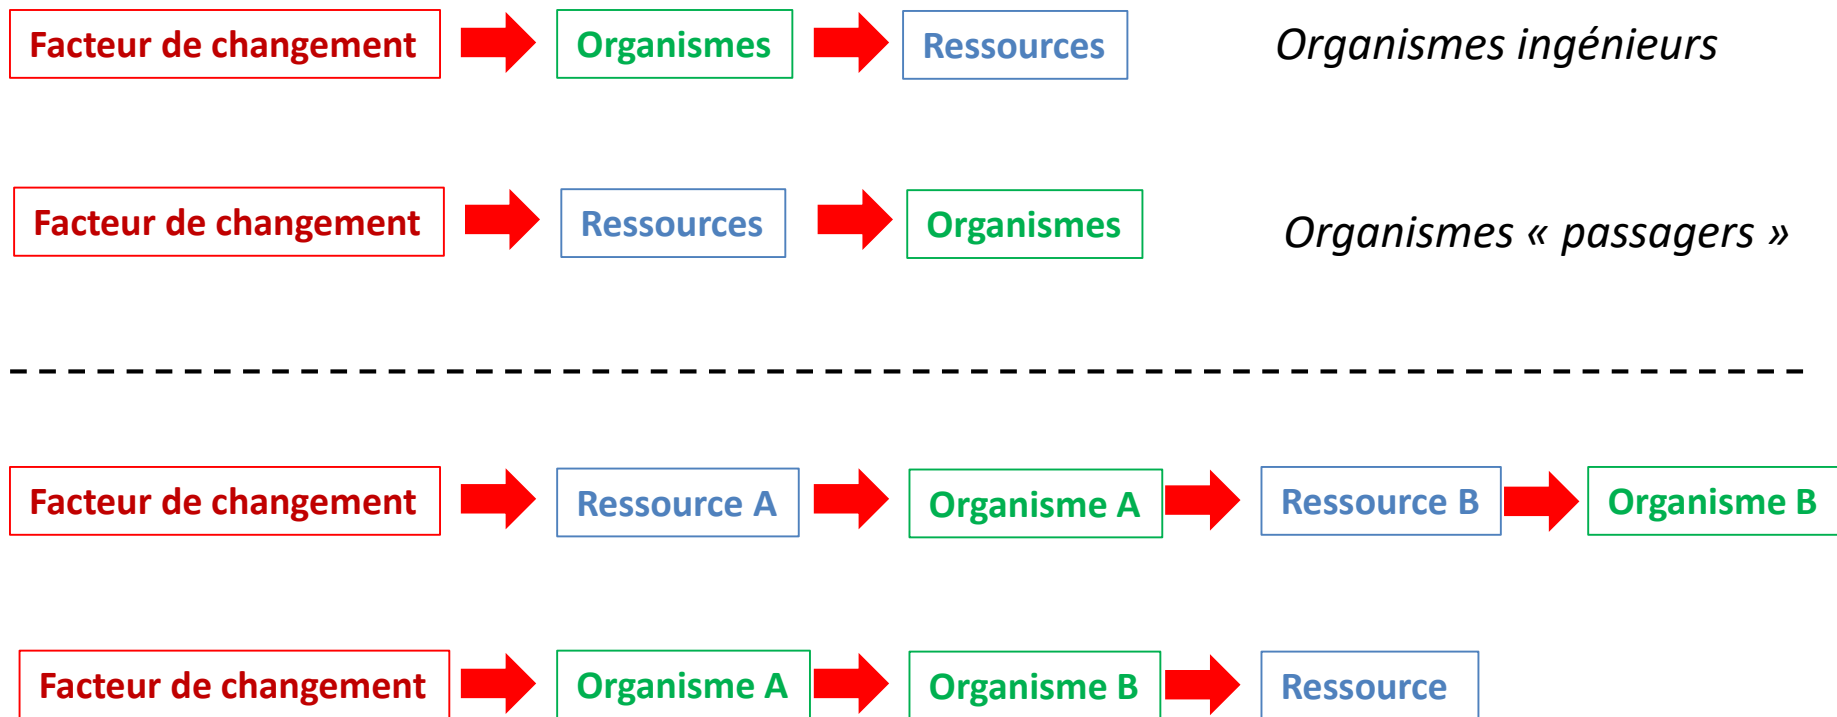 Facteur de changement Organismes Ressources Organismes ingénieurs
Facteur de changement Ressources Organismes Organismes « passagers »
Facteur de changement Ressource A Organisme A Ressource B Organisme B
Facteur de changement Organisme A Organisme B Ressource